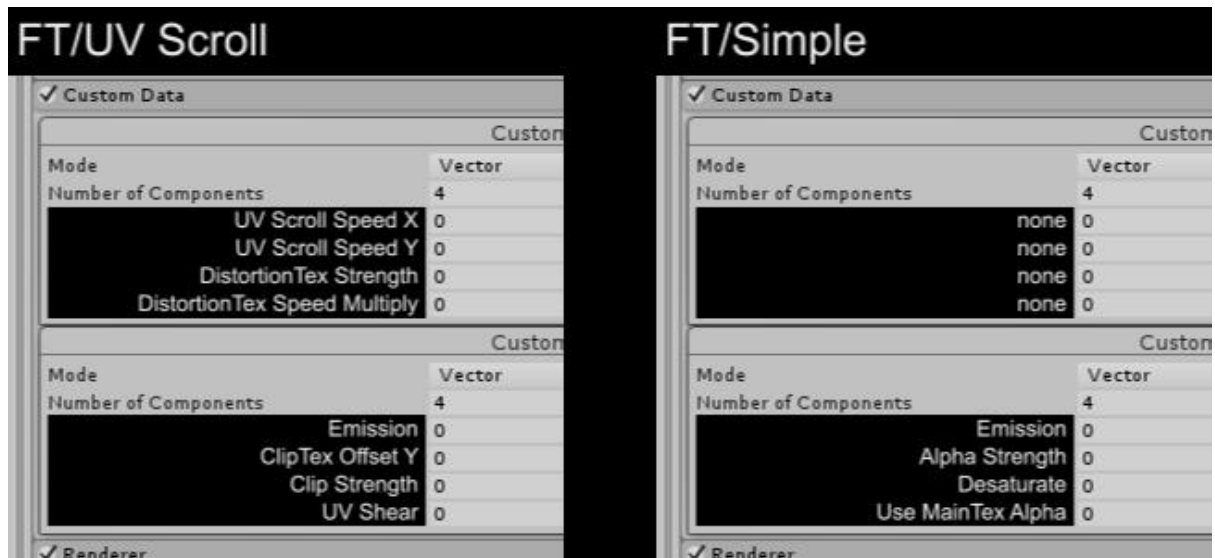 FT/UV Scroll
Custom Data
Custom
Mode Vector
Number of Components 4
UV Scroll Speed X 0
UV Scroll Speed Y 0
DistortionTex Strength 0
DistortionTex Speed Multiply 0
Custom
Mode Vector
Number of Components 4
Emission 0
ClipTex Offset Y 0
Clip Strength 0
UV Shear 0
Renderer
FT/Simple
Custom Data
Custom
Mode Vector
Number of Components 4
none 0
none 0
none 0
none 0
Custom
Mode Vector
Number of Components 4
Emission 0
Alpha Strength 0
Desaturate 0
Use MainTex Alpha 0
Renderer